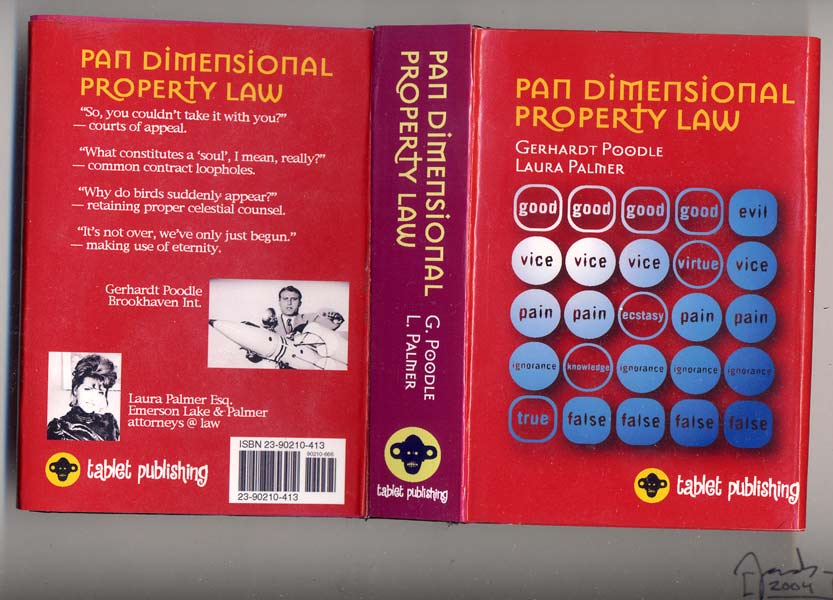 PAN DIMENSIONAL
PROPERTY LAW
"So, you couldn't take it with you?"
— courts of appeal.
"What constitutes a 'soul', I mean, really?"
— common contract loopholes.
"Why do birds suddenly appear?"
— retaining proper celestial counsel.
"It's not over, we've only just begun."
— making use of eternity.
Gerhardt Poodle
Brookhaven Int.
Laura Palmer Esq.
Emerson Lake & Palmer
attorneys @ law
ISBN 23-90210-413
90210-666
23-90210-413
tablet publishing
PAN DIMENSIONAL
PROPERTY LAW
G. POODLE
L. PALMER
tablet publishing
PAN DIMENSIONAL
PROPERTY LAW
GERHARDT POODLE
LAURA PALMER
good good good good evil
vice vice vice virtue vice
pain pain ecstasy pain pain
ignorance knowledge ignorance ignorance ignorance
true false false false false
tablet publishing
2004